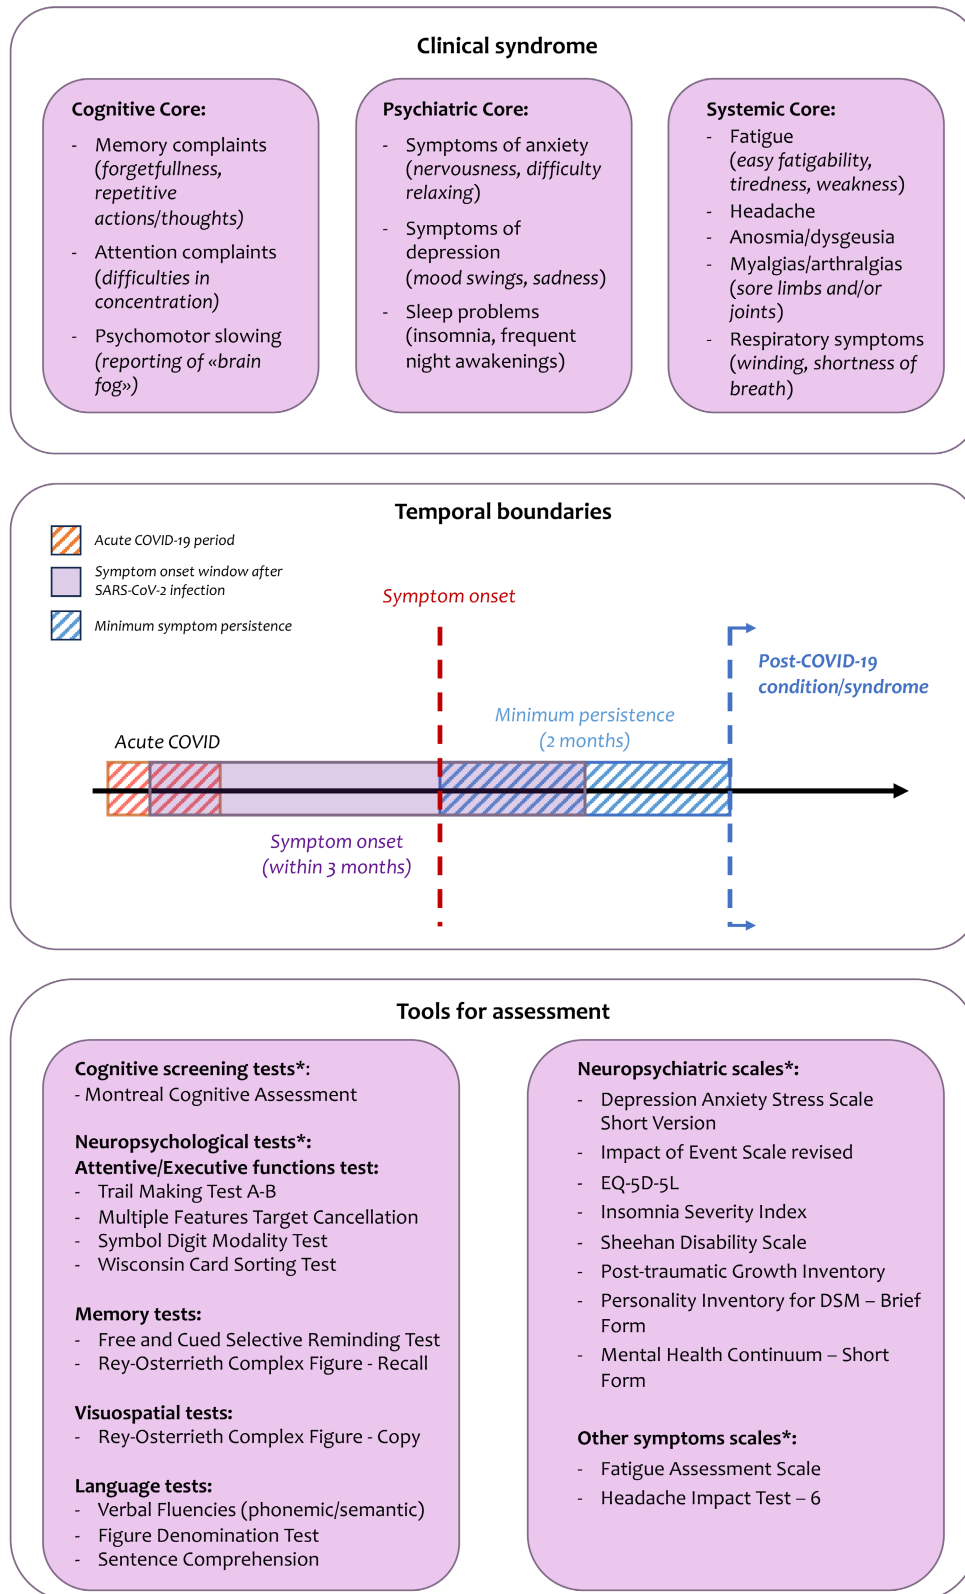 Clinical syndrome
Cognitive Core:
- Memory complaints
(forgetfullness,
repetitive
actions/thoughts)
- Attention complaints
(difficulties in
concentration)
- Psychomotor slowing
(reporting of «brain
fog»)
Psychiatric Core:
- Symptoms of anxiety
(nervousness, difficulty
relaxing)
- Symptoms of
depression
(mood swings, sadness)
- Sleep problems
(insomnia, frequent
night awakenings)
Systemic Core:
- Fatigue
(easy fatigability,
tiredness, weakness)
- Headache
- Anosmia/dysgeusia
- Myalgias/arthralgias
(sore limbs and/or
joints)
- Respiratory symptoms
(winding, shortness of
breath)
Temporal boundaries
Acute COVID-19 period
Symptom onset window after
SARS-CoV-2 infection
Minimum symptom persistence
Symptom onset
Post-COVID-19
condition/syndrome
Minimum persistence
(2 months)
Acute COVID
Symptom onset
(within 3 months)
Tools for assessment
Cognitive screening tests*:
- Montreal Cognitive Assessment
Neuropsychological tests*:
Attentive/Executive functions test:
- Trail Making Test A-B
- Multiple Features Target Cancellation
- Symbol Digit Modality Test
- Wisconsin Card Sorting Test
Memory tests:
- Free and Cued Selective Reminding Test
- Rey-Osterrieth Complex Figure - Recall
Visuospatial tests:
- Rey-Osterrieth Complex Figure - Copy
Language tests:
- Verbal Fluencies (phonemic/semantic)
- Figure Denomination Test
- Sentence Comprehension
Neuropsychiatric scales*:
- Depression Anxiety Stress Scale
Short Version
- Impact of Event Scale revised
- EQ-5D-5L
- Insomnia Severity Index
- Sheehan Disability Scale
- Post-traumatic Growth Inventory
- Personality Inventory for DSM – Brief
Form
- Mental Health Continuum – Short
Form
Other symptoms scales*:
- Fatigue Assessment Scale
- Headache Impact Test – 6